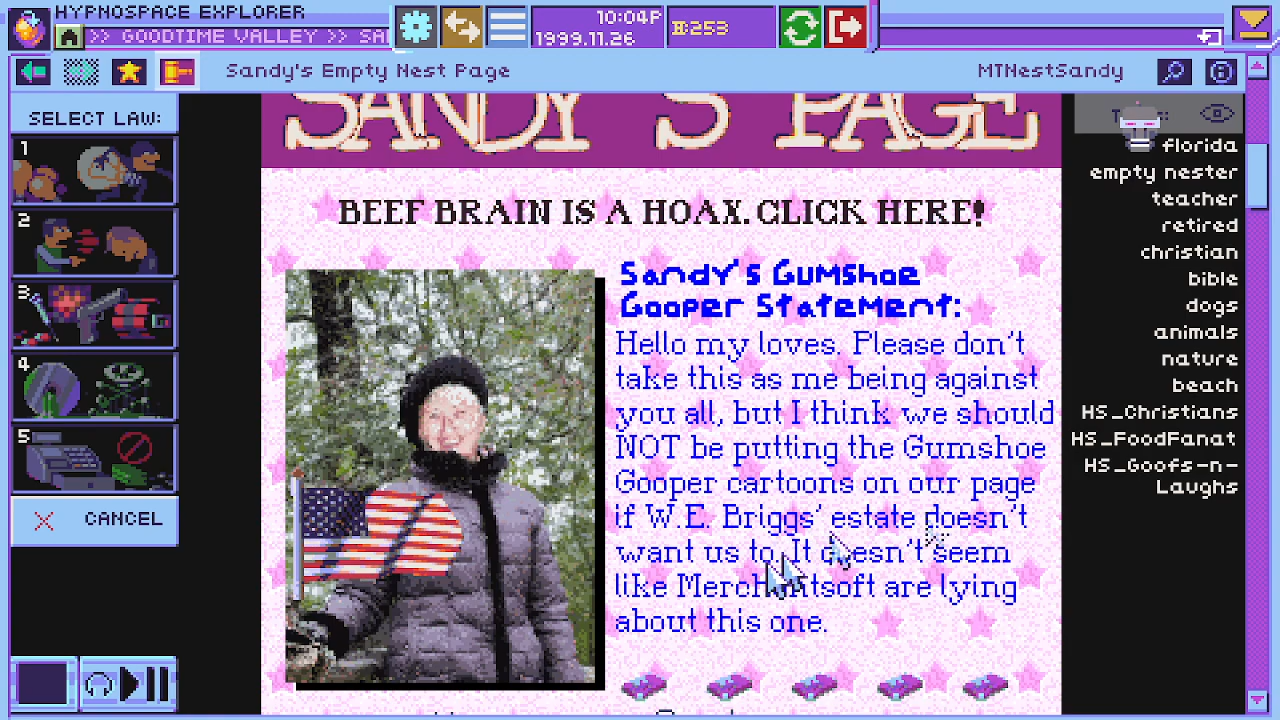 HYPNOSPACE EXPLORER
>> GOODTIME VALLEY >> SA
10:04P
1999.11.26
253
Sandy's Empty Nest Page
MTNestSandy
SELECT LAW:
1
2
3
4
5
CANCEL
SANDY'S PAGE
BEEF BRAIN IS A HOAX. CLICK HERE!
Sandy's Gumshoe
Gooper Statement:
Hello my loves. Please don't
take this as me being against
you all, but I think we should
NOT be putting the Gumshoe
Gooper cartoons on our page
if W.E. Briggs' estate doesn't
want us to. It doesn't seem
like Merchantsoft are lying
about this one.
florida
empty nester
teacher
retired
christian
bible
dogs
animals
nature
beach
HS_Christians
HS_FoodFanat
HS_Goofs-n-
Laughs